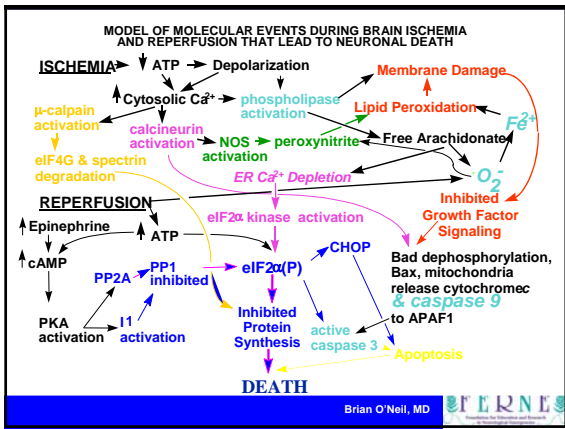 MODEL OF MOLECULAR EVENTS DURING BRAIN ISCHEMIA
AND REPERFUSION THAT LEAD TO NEURONAL DEATH
ISCHEMIA
ATP
Depolarization
Membrane Damage
Cytosolic Ca2+
phospholipase
activation
Lipid Peroxidation
Fe2+
μ-calpain
activation
calcineurin
activation
NOS
activation
peroxynitrite
Free Arachidonate
eIF4G & spectrin
degradation
ER Ca2+ Depletion
O2-
REPERFUSION
Inhibited
Growth Factor
Signaling
eIF2α kinase activation
Epinephrine
ATP
cAMP
PP2A
PP1
inhibited
eIF2α(P)
CHOP
Bad dephosphorylation,
Bax, mitochondria
release cytochromec
& caspase 9
to APAF1
PKA
activation
I1
activation
Inhibited
Protein
Synthesis
active
caspase 3
Apoptosis
DEATH
Brian O'Neil, MD
FERNE